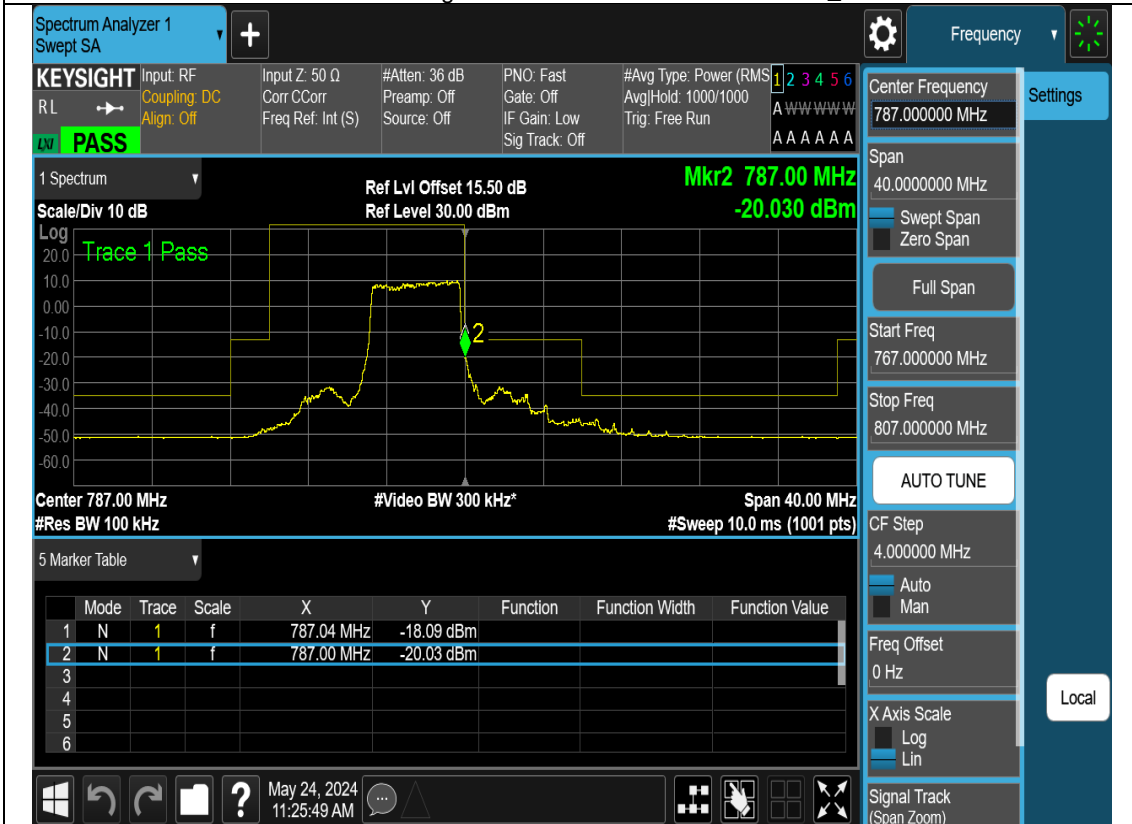 Spectrum Analyzer 1
Swept SA
Frequency
KEYSIGHT
RL
LXI PASS
Input: RF
Coupling: DC
Align: Off
Input Z: 50 Ω
Corr CCorr
Freq Ref: Int (S)
#Atten: 36 dB
Preamp: Off
Source: Off
PNO: Fast
Gate: Off
IF Gain: Low
Sig Track: Off
#Avg Type: Power (RMS
Avg|Hold: 1000/1000
Trig: Free Run
1 2 3 4 5 6
A W W W W W
A A A A A A
1 Spectrum
Scale/Div 10 dB
Ref Lvl Offset 15.50 dB
Ref Level 30.00 dBm
Mkr2 787.00 MHz
-20.030 dBm
Log
Trace 1 Pass
20.0
10.0
0.00
-10.0
-20.0
-30.0
-40.0
-50.0
-60.0
2
Center 787.00 MHz
#Video BW 300 kHz*
Span 40.00 MHz
#Res BW 100 kHz
#Sweep 10.0 ms (1001 pts)
5 Marker Table
Mode Trace Scale X Y Function Function Width Function Value
1 N 1 f 787.04 MHz -18.09 dBm
2 N 1 f 787.00 MHz -20.03 dBm
3
4
5
6
?
May 24, 2024
11:25:49 AM
Center Frequency
787.000000 MHz
Settings
Span
40.0000000 MHz
Swept Span
Zero Span
Full Span
Start Freq
767.000000 MHz
Stop Freq
807.000000 MHz
AUTO TUNE
CF Step
4.000000 MHz
Auto
Man
Freq Offset
0 Hz
Local
X Axis Scale
Log
Lin
Signal Track
(Span Zoom)